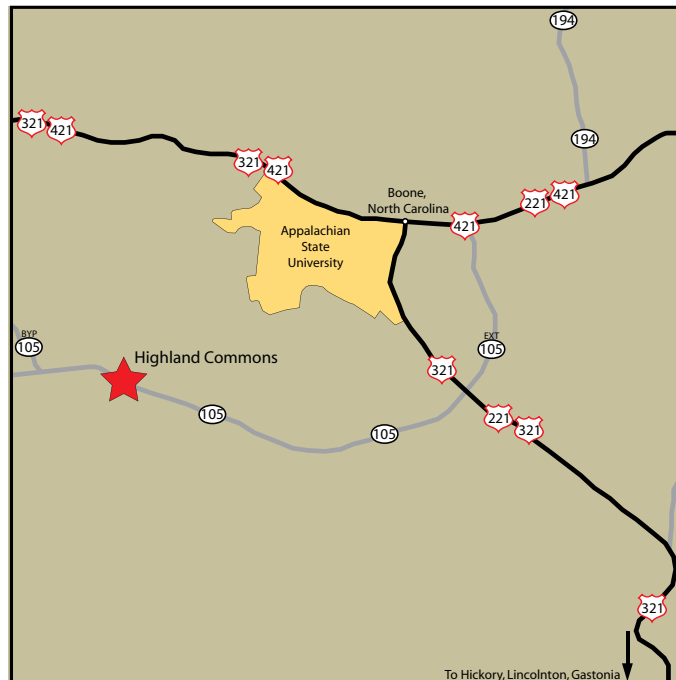 194
321
421
194
321
421
Boone,
North Carolina
221
421
421
Appalachian
State
University
BYP
105
EXT
105
Highland Commons
321
105
105
221
321
321
To Hickory, Lincolnton, Gastonia